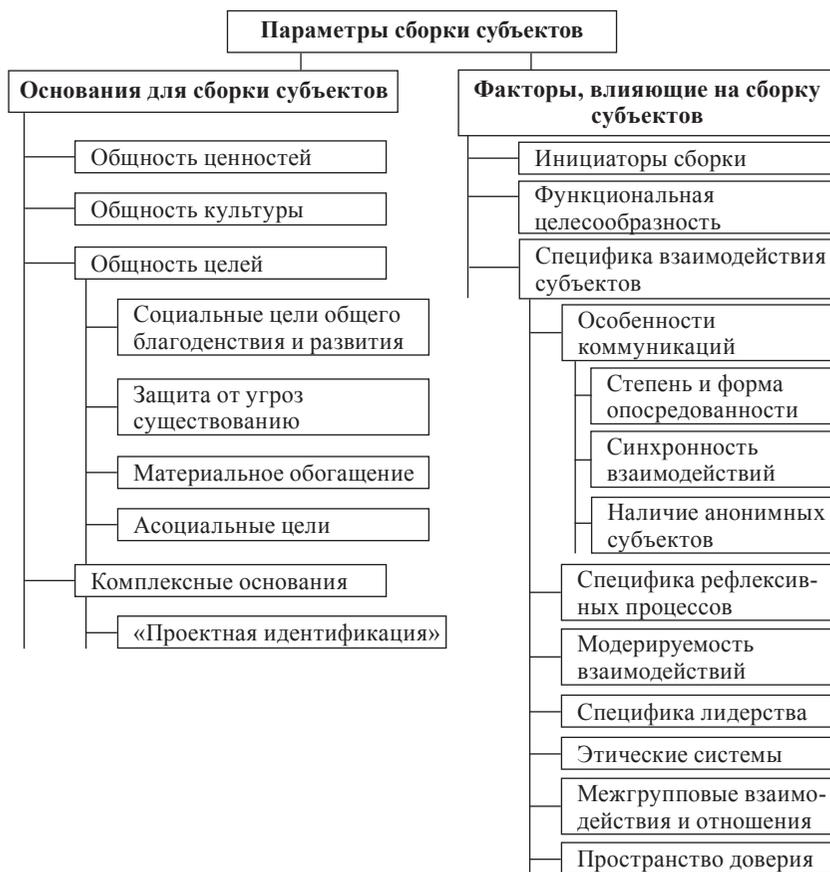 Параметры сборки субъектов
Основания для сборки субъектов
Общность ценностей
Общность культуры
Общность целей
Социальные цели общего
благоденствия и развития
Защита от угроз
существованию
Материальное обогащение
Асоциальные цели
Комплексные основания
«Проектная идентификация»
Факторы, влияющие на сборку
субъектов
Инициаторы сборки
Функциональная
целесообразность
Специфика взаимодействия
субъектов
Особенности
коммуникаций
Степень и форма
опосредованности
Синхронность
взаимодействий
Наличие анонимных
субъектов
Специфика рефлексив-
ных процессов
Модерируемость
взаимодействий
Специфика лидерства
Этические системы
Межгрупповые взаимо-
действия и отношения
Пространство доверия